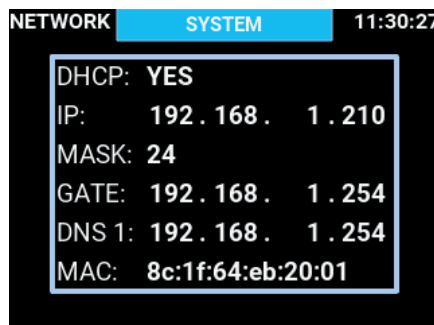 NETWORK SYSTEM 11:30:27
DHCP: YES
IP: 192.168. 1.210
MASK: 24
GATE: 192.168. 1.254
DNS 1: 192.168. 1.254
MAC: 8c:1f:64:eb:20:01